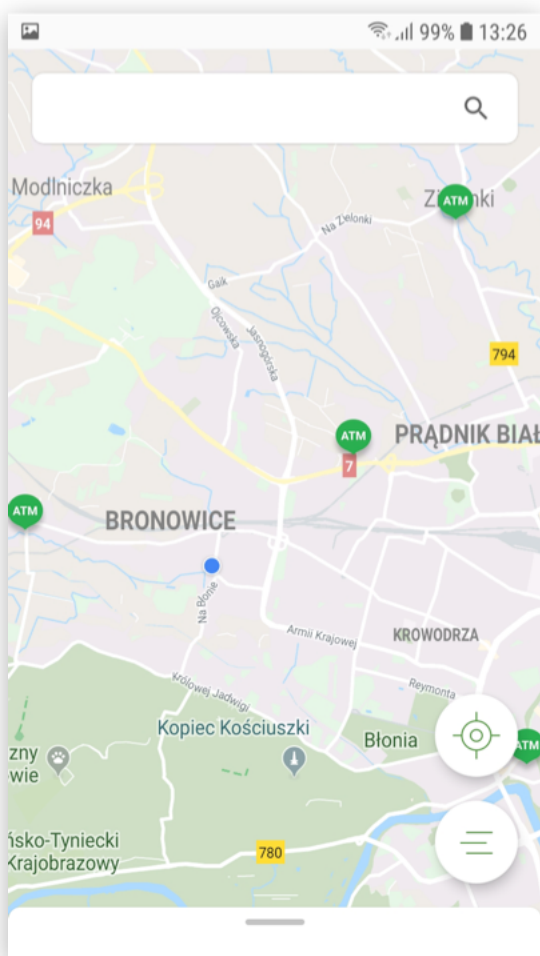 99% 13:26
Modlniczka
94
ATM
Na Zielonki
Gaik
Ojcowska
Jasnogórska
794
ATM
7
PRĄDNIK BIAŁ
ATM
BRONOWICE
Na Błonie
Armii Krajowej
KROWODRZA
Królowej Jadwigi
Reymonta
Kopiec Kościuszki
Błonia
ATM
zny
wie
ńsko-Tyniecki
Krajobrazowy
780